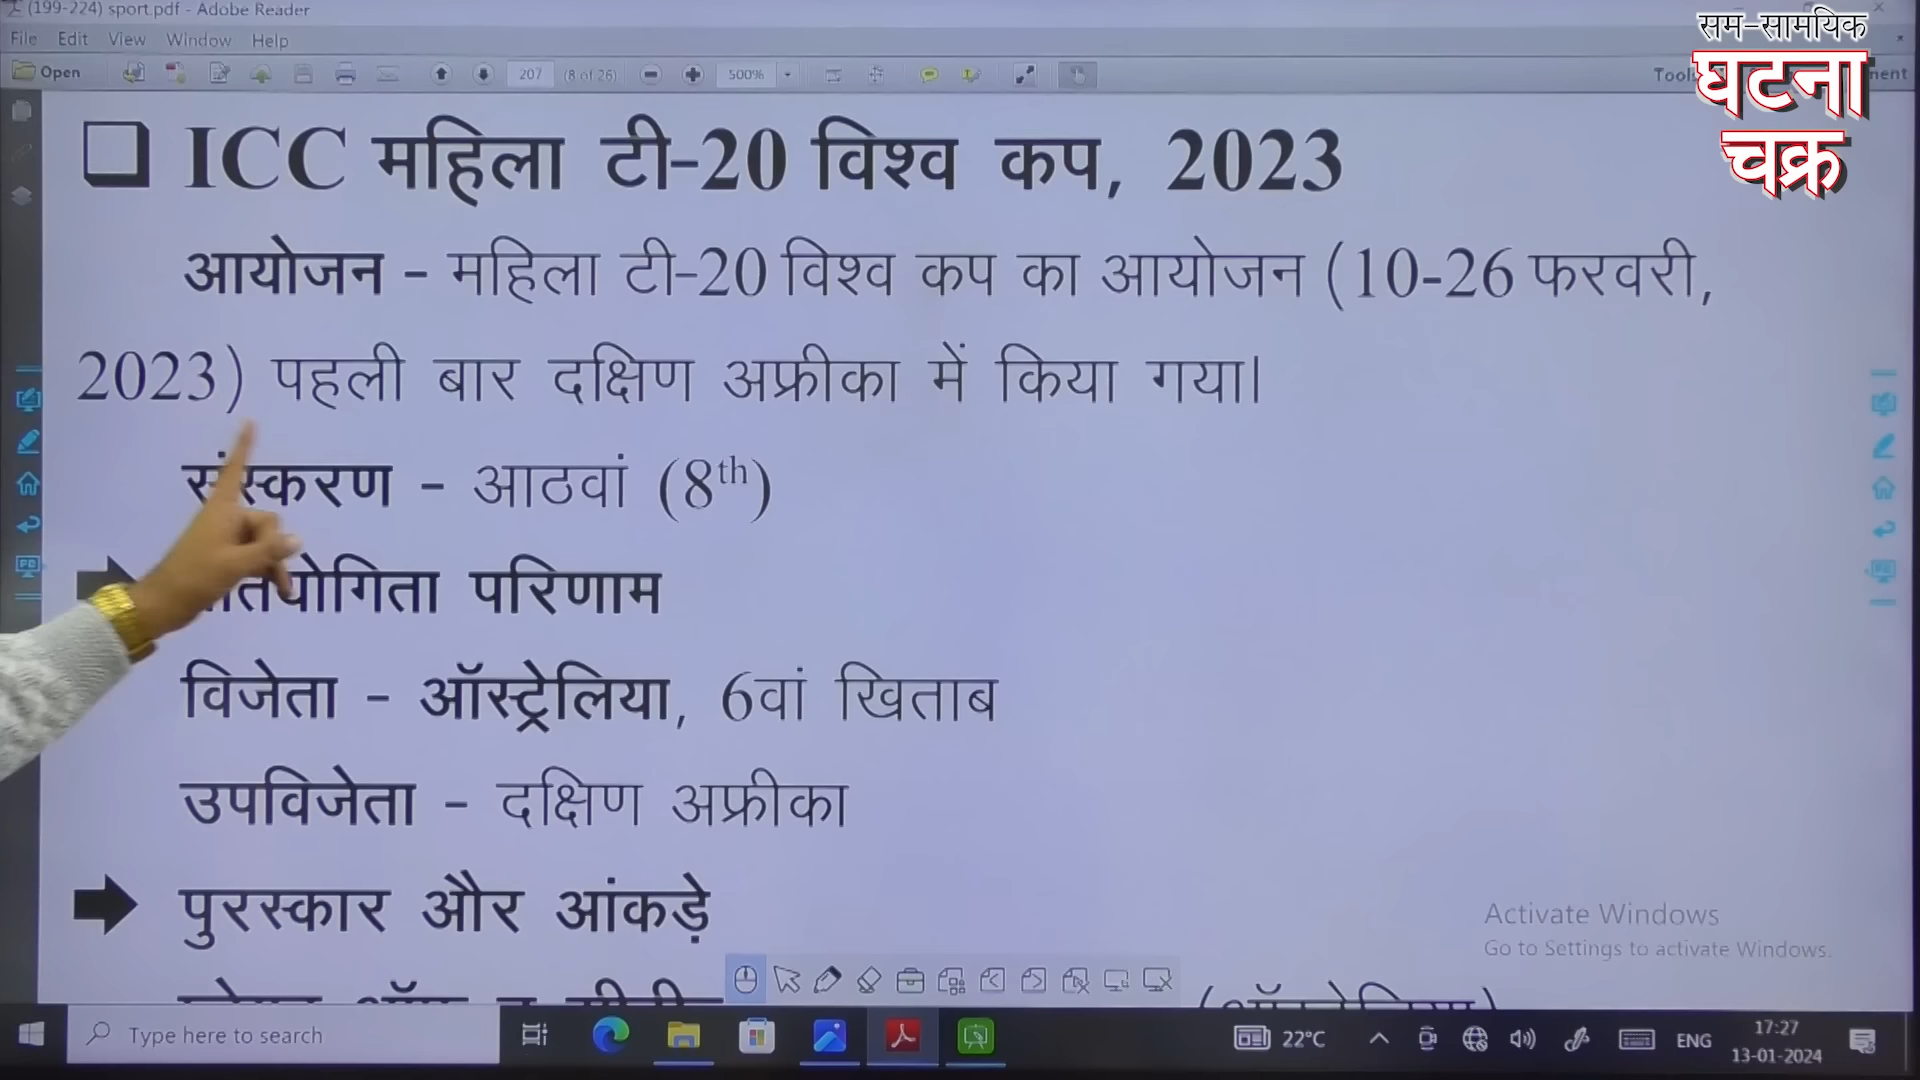 (199-224) sport.pdf - Adobe Reader
File Edit View Window Help
Open 207 (8 of 26) 500%
सम-सामयिक
घटना
चक्र
ICC महिला टी-20 विश्व कप, 2023
आयोजन - महिला टी-20 विश्व कप का आयोजन (10-26 फरवरी,
2023) पहली बार दक्षिण अफ्रीका में किया गया।
संस्करण - आठवां (8th)
परिणाम
विजेता - ऑस्ट्रेलिया, 6वां खिताब
उपविजेता - दक्षिण अफ्रीका
पुरस्कार और आंकड़े
Activate Windows
Go to Settings to activate Windows.
Type here to search
22°C
ENG
17:27
13-01-2024